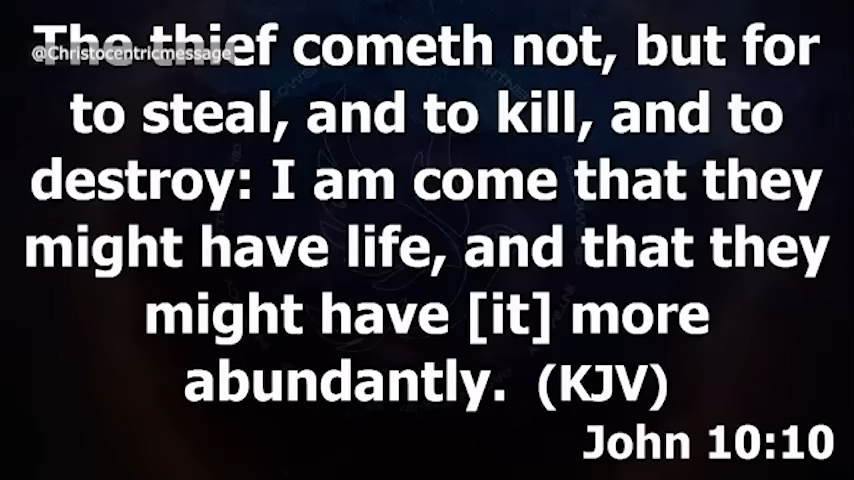 The thief cometh not, but for
@Christocentricmessage
to steal, and to kill, and to
destroy: I am come that they
might have life, and that they
might have [it] more
abundantly. (KJV)
John 10:10